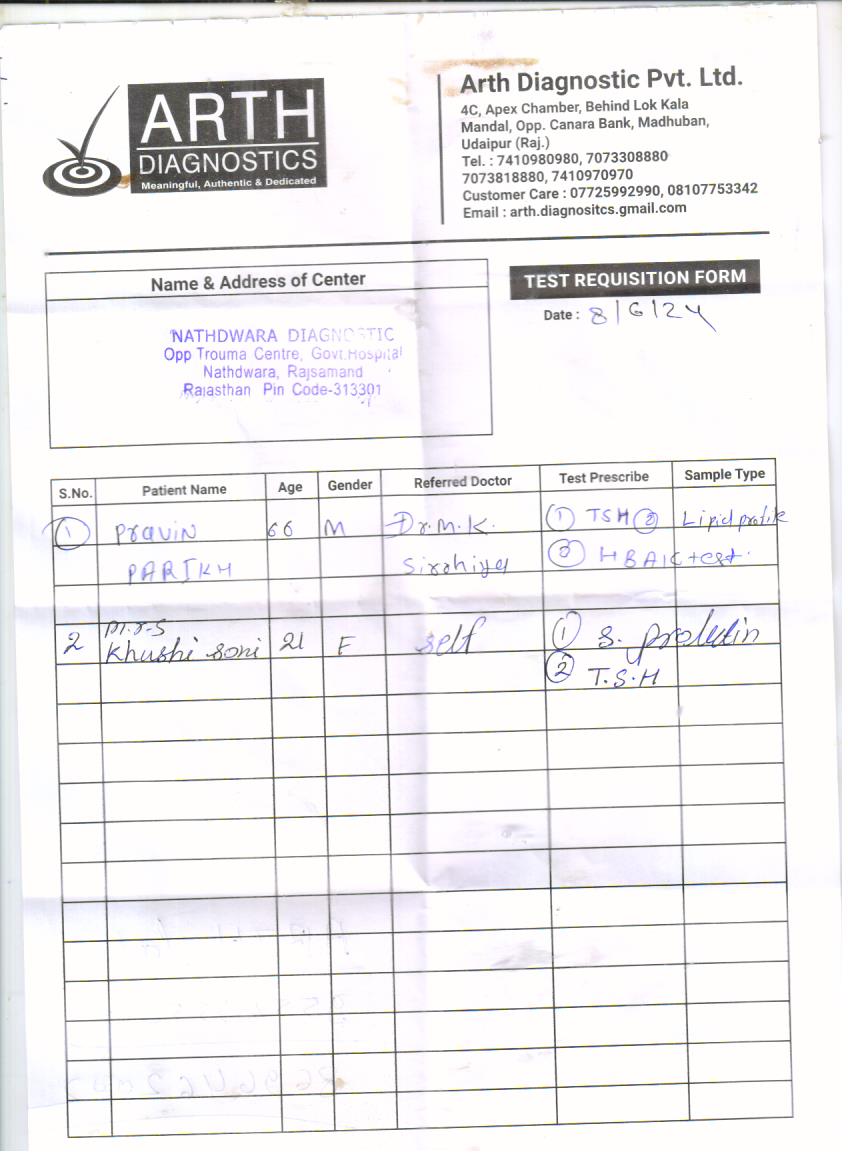 ARTH
DIAGNOSTICS
Meaningful, Authentic & Dedicated
Arth Diagnostic Pvt. Ltd.
4C, Apex Chamber, Behind Lok Kala
Mandal, Opp. Canara Bank, Madhuban,
Udaipur (Raj.)
Tel. : 7410980980, 7073308880
7073818880, 7410970970
Customer Care : 07725992990, 08107753342
Email : arth.diagnositcs.gmail.com
Name & Address of Center
NATHDWARA DIAGNOSTIC
Opp Trouma Centre, Govt.Hospital
Nathdwara, Rajsamand
Rajasthan Pin Code-313301
TEST REQUISITION FORM
Date : 8/6/24
S.No. Patient Name Age Gender Referred Doctor Test Prescribe Sample Type
1 Pravin 66 M Dr.M.K. 1 TSH 2 Lipid profile
PARIKH Sirohiya 3 HBA1C test.
Mrs
2 Khushi soni 21 F self 1 S. prolactin
2 T.S.H